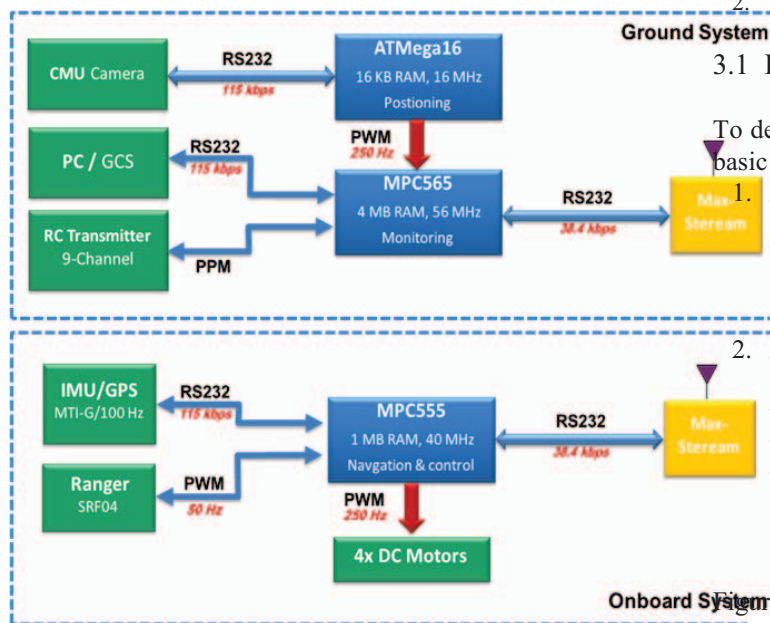 Ground System
CMU Camera
RS232
115 kbps
ATMega16
16 KB RAM, 16 MHz
Postioning
PWM
250 Hz
PC / GCS
RS232
115 kbps
MPC565
4 MB RAM, 56 MHz
Monitoring
RC Transmitter
9-Channel
PPM
RS232
38.4 kbps
Max-
Steream
2.
3.1
To de
basic
1.
IMU/GPS
MTI-G/100 Hz
RS232
115 kbps
MPC555
1 MB RAM, 40 MHz
Navgation & control
Ranger
SRF04
PWM
50 Hz
PWM
250 Hz
4x DC Motors
RS232
38.4 kbps
Max-
Steream
2.
Onboard System